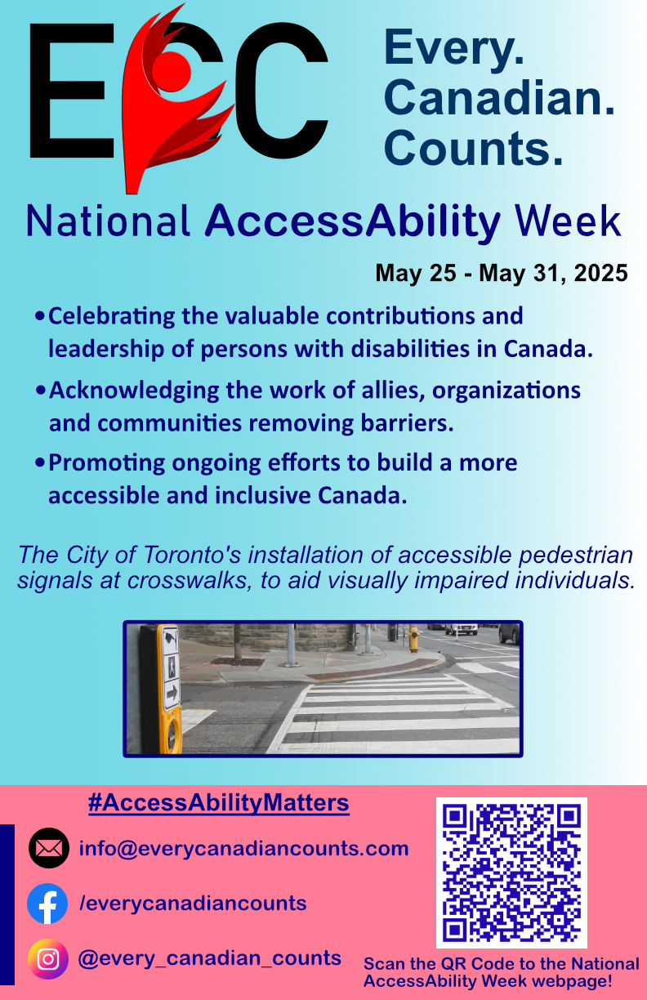 ECC
Every.
Canadian.
Counts.
National AccessAbility Week
May 25 - May 31, 2025
•Celebrating the valuable contributions and
leadership of persons with disabilities in Canada.
•Acknowledging the work of allies, organizations
and communities removing barriers.
•Promoting ongoing efforts to build a more
accessible and inclusive Canada.
The City of Toronto's installation of accessible pedestrian
signals at crosswalks, to aid visually impaired individuals.
#AccessAbilityMatters
info@everycanadiancounts.com
/everycanadiancounts
@every_canadian_counts
Scan the QR Code to the National
AccessAbility Week webpage!